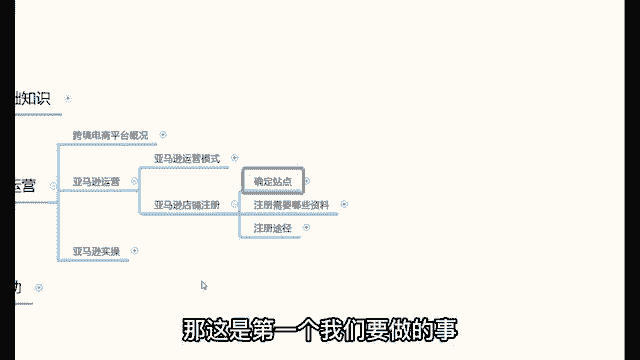 础知识
跨境电商平台概况
亚马逊运营模式
运营
亚马逊运营
确定站点
亚马逊店铺注册
注册需要哪些资料
注册途径
亚马逊实操
那这是第一个我们要做的事